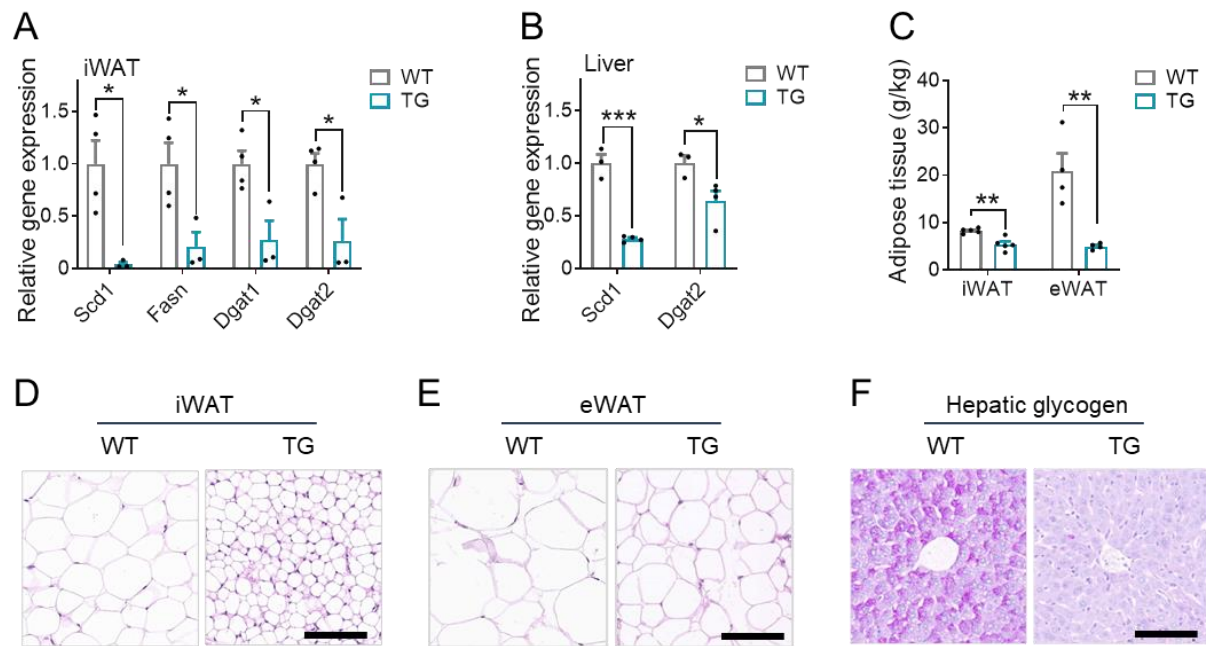 A
Relative gene expression
iWAT
WT
TG
1.5
1.0
0.5
0
*
*
*
*
Scd1
Fasn
Dgat1
Dgat2
B
Relative gene expression
Liver
WT
TG
1.5
1.0
0.5
0
***
*
Scd1
Dgat2
C
Adipose tissue (g/kg)
WT
TG
40
30
20
10
0
**
**
iWAT
eWAT
D
iWAT
WT TG
E
eWAT
WT TG
F
Hepatic glycogen
WT TG